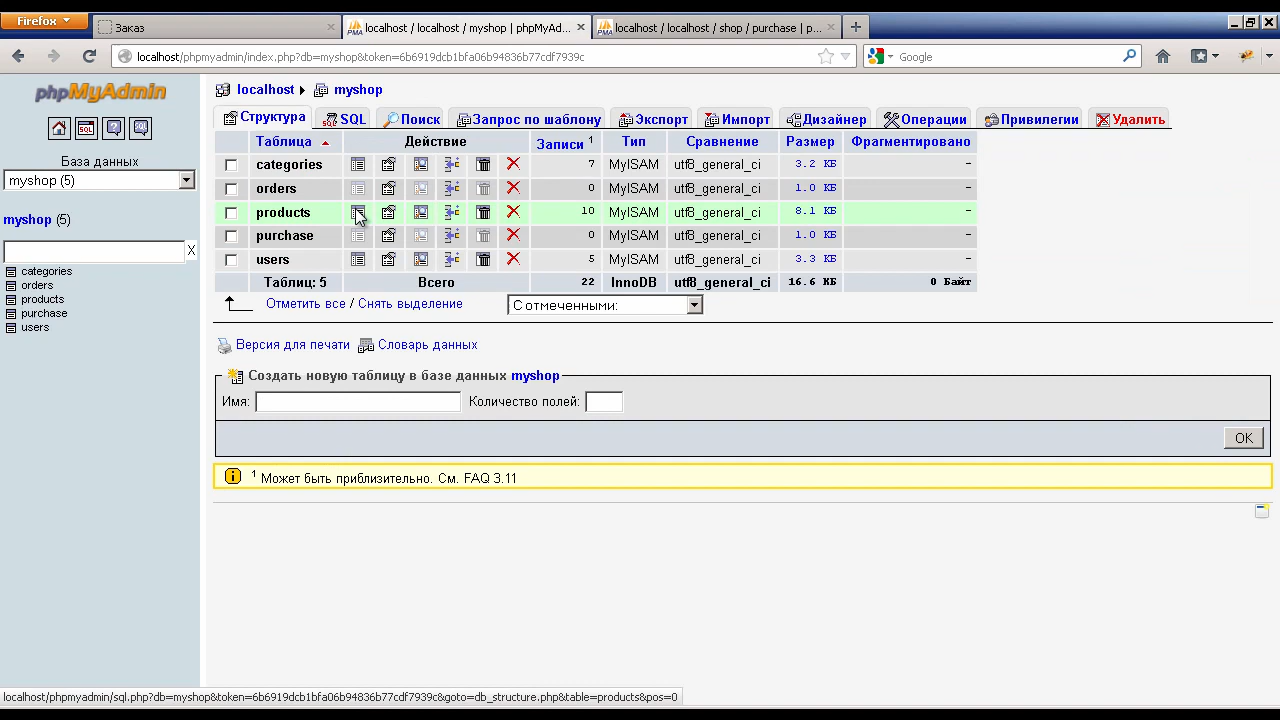 Firefox
Заказ
localhost / localhost / myshop | phpMyAd...
localhost / localhost / shop / purchase | p...
localhost/phpmyadmin/index.php?db=myshop&token=6b6919dcb1bfa06b94836b77cdf7939c
Google
phpMyAdmin
localhost
myshop
Структура
SQL
Поиск
Запрос по шаблону
Экспорт
Импорт
Дизайнер
Операции
Привилегии
Удалить
База данных
myshop (5)
myshop (5)
X
categories
orders
products
purchase
users
Таблица Действие Записи 1 Тип Сравнение Размер Фрагментировано
categories 7 MyISAM utf8_general_ci 3.2 КБ -
orders 0 MyISAM utf8_general_ci 1.0 КБ -
products 10 MyISAM utf8_general_ci 8.1 КБ -
purchase 0 MyISAM utf8_general_ci 1.0 КБ -
users 5 MyISAM utf8_general_ci 3.3 КБ -
Таблиц: 5 Всего 22 InnoDB utf8_general_ci 16.6 КБ 0 Байт
Отметить все / Снять выделение
С отмеченными:
Версия для печати
Словарь данных
Создать новую таблицу в базе данных myshop
Имя:
Количество полей:
OK
1 Может быть приблизительно. См. FAQ 3.11
localhost/phpmyadmin/sql.php?db=myshop&token=6b6919dcb1bfa06b94836b77cdf7939c&goto=db_structure.php&table=products&pos=0